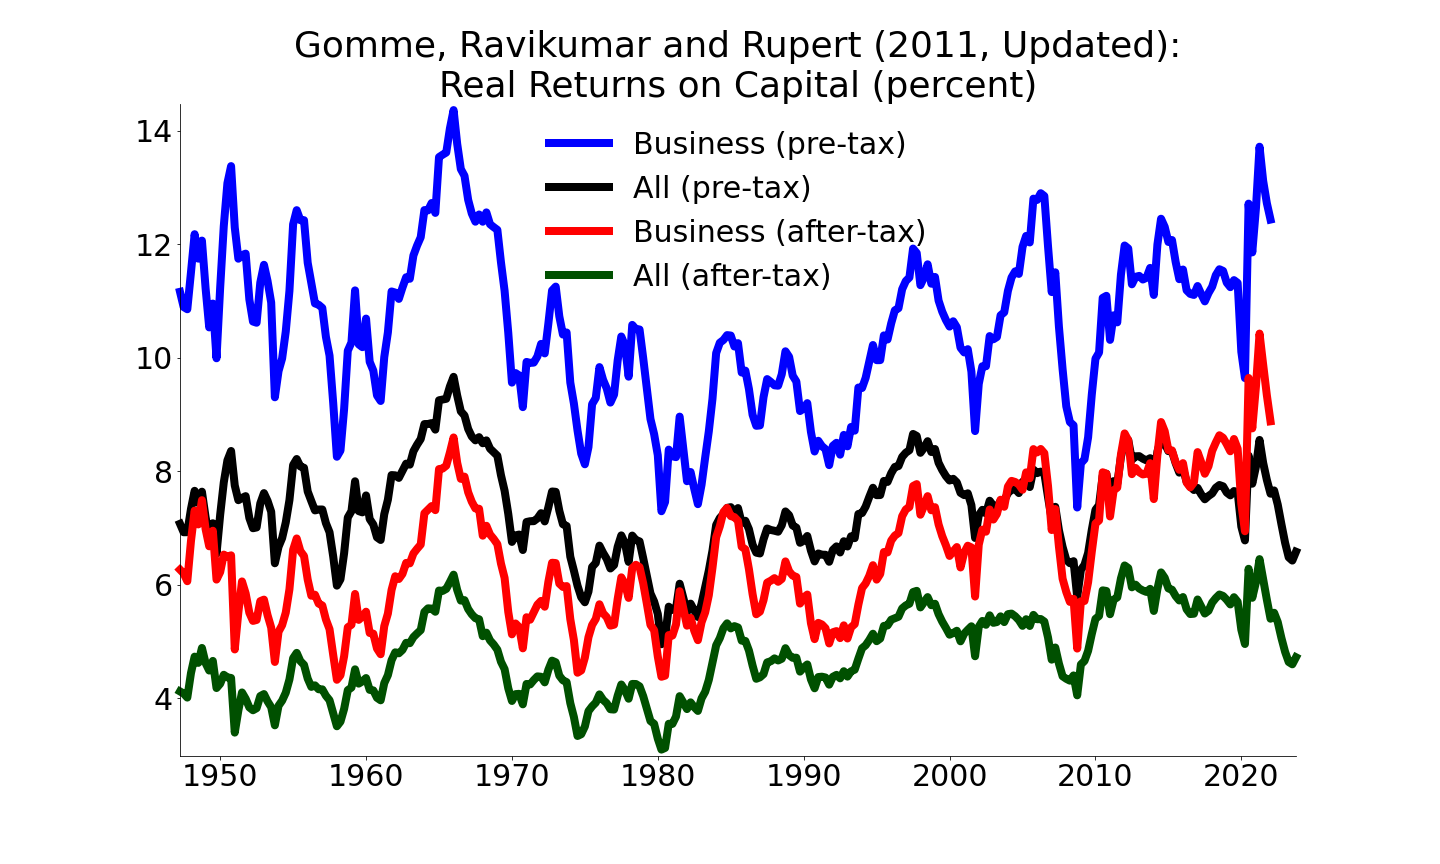 Gomme, Ravikumar and Rupert (2011, Updated):
Real Returns on Capital (percent)
Business (pre-tax)
All (pre-tax)
Business (after-tax)
All (after-tax)
14
12
10
8
6
4
1950 1960 1970 1980 1990 2000 2010 2020